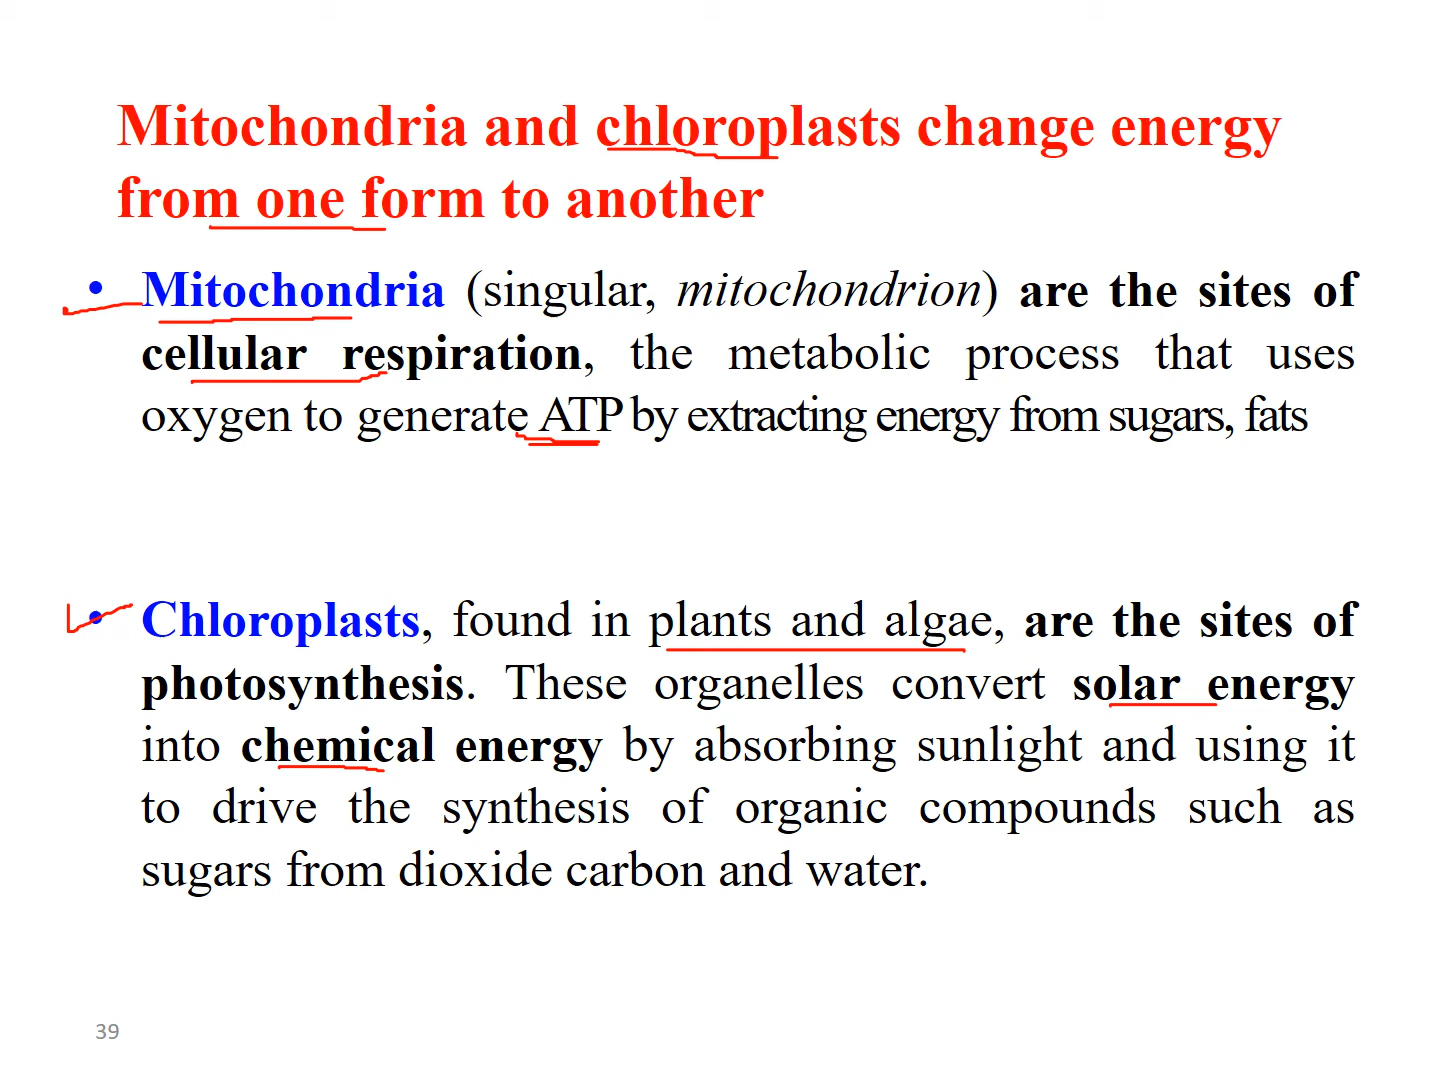 Mitochondria and chloroplasts change energy
from one form to another
• Mitochondria (singular, mitochondrion) are the sites of
cellular respiration, the metabolic process that uses
oxygen to generate ATP by extracting energy from sugars, fats
• Chloroplasts, found in plants and algae, are the sites of
photosynthesis. These organelles convert solar energy
into chemical energy by absorbing sunlight and using it
to drive the synthesis of organic compounds such as
sugars from dioxide carbon and water.
39